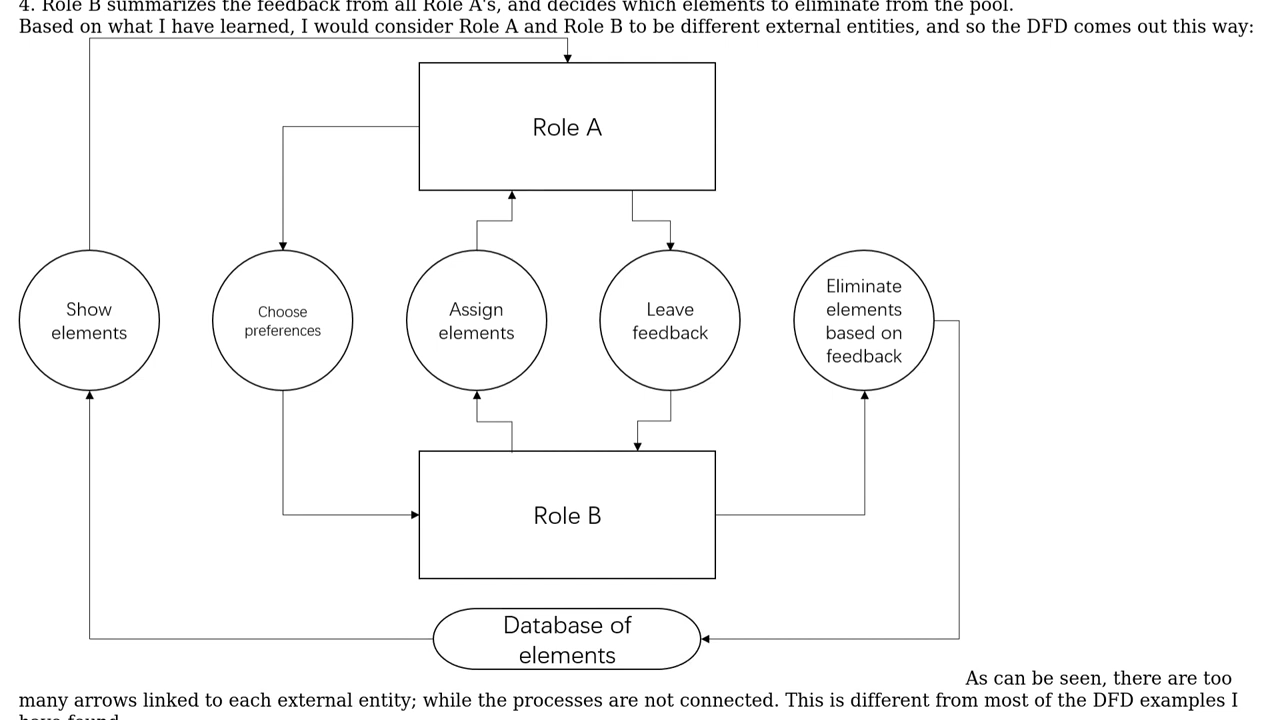 4. Role B summarizes the feedback from all Role A's, and decides which elements to eliminate from the pool.
Based on what I have learned, I would consider Role A and Role B to be different external entities, and so the DFD comes out this way:
Role A
Show
elements
Choose
preferences
Assign
elements
Leave
feedback
Eliminate
elements
based on
feedback
Role B
Database of
elements
As can be seen, there are too
many arrows linked to each external entity; while the processes are not connected. This is different from most of the DFD examples I
have found